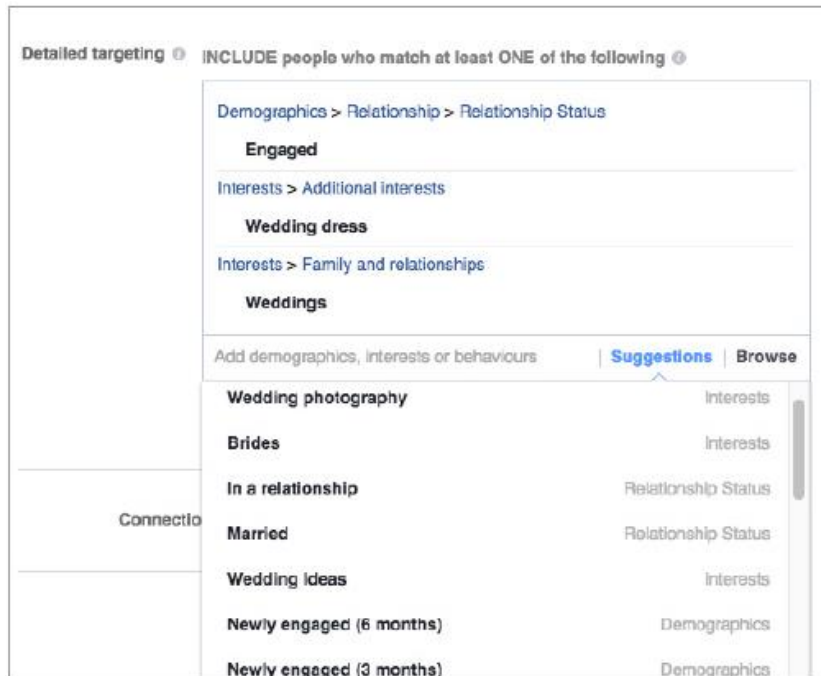 Detailed targeting INCLUDE people who match at least ONE of the following
Demographics > Relationship > Relationship Status
Engaged
Interests > Additional interests
Wedding dress
Interests > Family and relationships
Weddings
Add demographics, interests or behaviours | Suggestions | Browse
Wedding photography Interests
Brides Interests
In a relationship Relationship Status
Connectio
Married Relationship Status
Wedding Ideas Interests
Newly engaged (6 months) Demographics
Newly engaged (3 months) Demographics